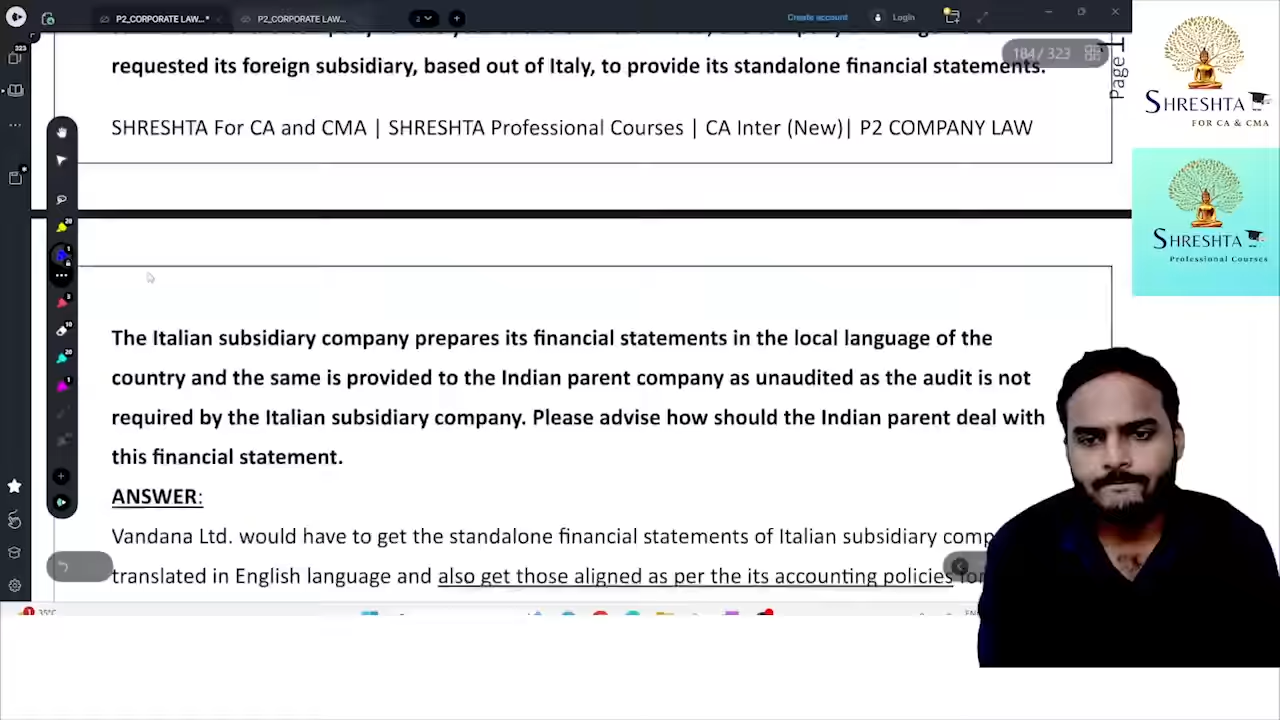 P2_CORPORATE LAW...*
P2_CORPORATE LAW...
2
Create account
Login
323
184 / 323
Page 1
requested its foreign subsidiary, based out of Italy, to provide its standalone financial statements.
SHRESHTA For CA and CMA | SHRESHTA Professional Courses | CA Inter (New)| P2 COMPANY LAW
The Italian subsidiary company prepares its financial statements in the local language of the
country and the same is provided to the Indian parent company as unaudited as the audit is not
required by the Italian subsidiary company. Please advise how should the Indian parent deal with
this financial statement.
ANSWER:
Vandana Ltd. would have to get the standalone financial statements of Italian subsidiary comp
translated in English language and also get those aligned as per the its accounting policies
35°C
SHRESHTA
FOR CA & CMA
SHRESHTA
Professional Courses